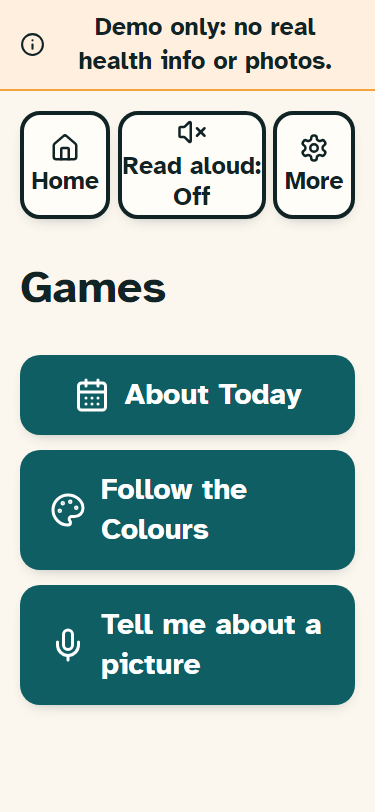 Demo only: no real
health info or photos.
Home
Read aloud:
Off
More
Games
About Today
Follow the
Colours
Tell me about a
picture